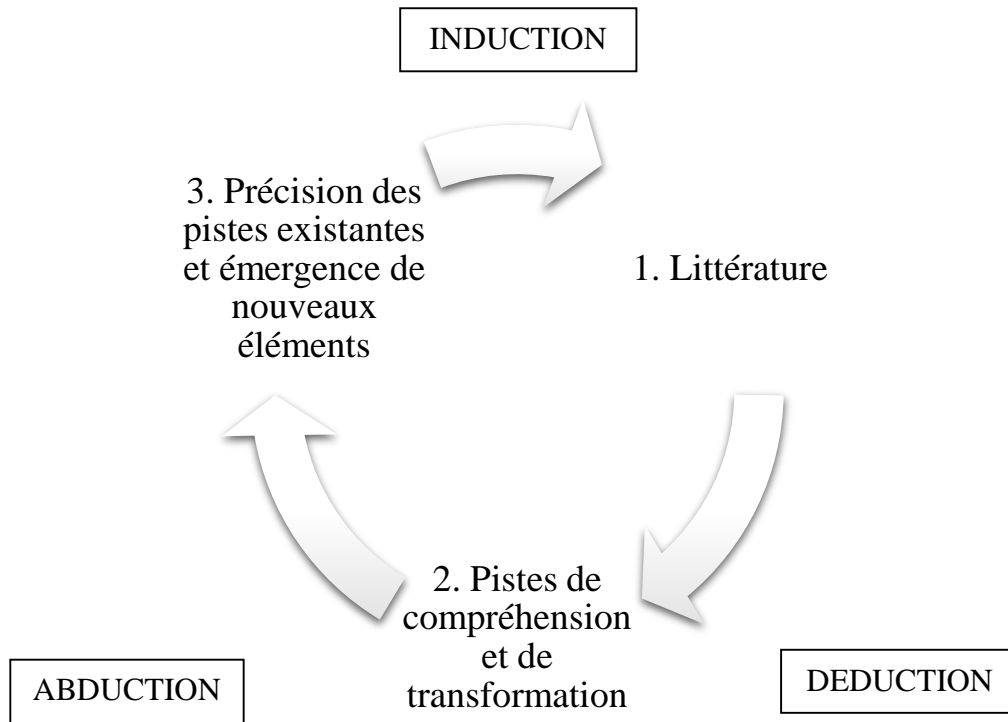 INDUCTION
3. Précision des
pistes existantes
et émergence de
nouveaux
éléments
1. Littérature
2. Pistes de
compréhension
et de
transformation
ABDUCTION
DEDUCTION